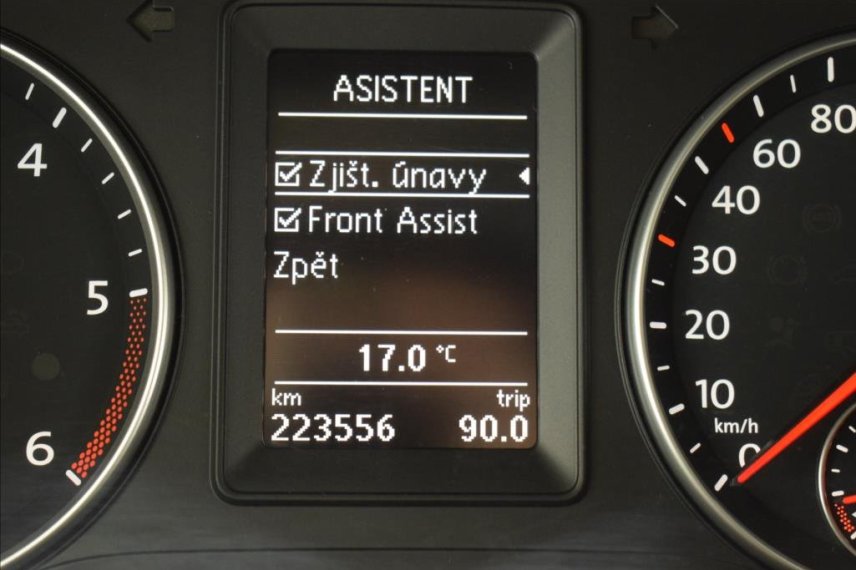 ASISTENT
Zjišt. únavy
Front Assist
Zpět
17.0 °C
km trip
223556 90.0
4
5
6
80
60
40
30
20
10
km/h
0